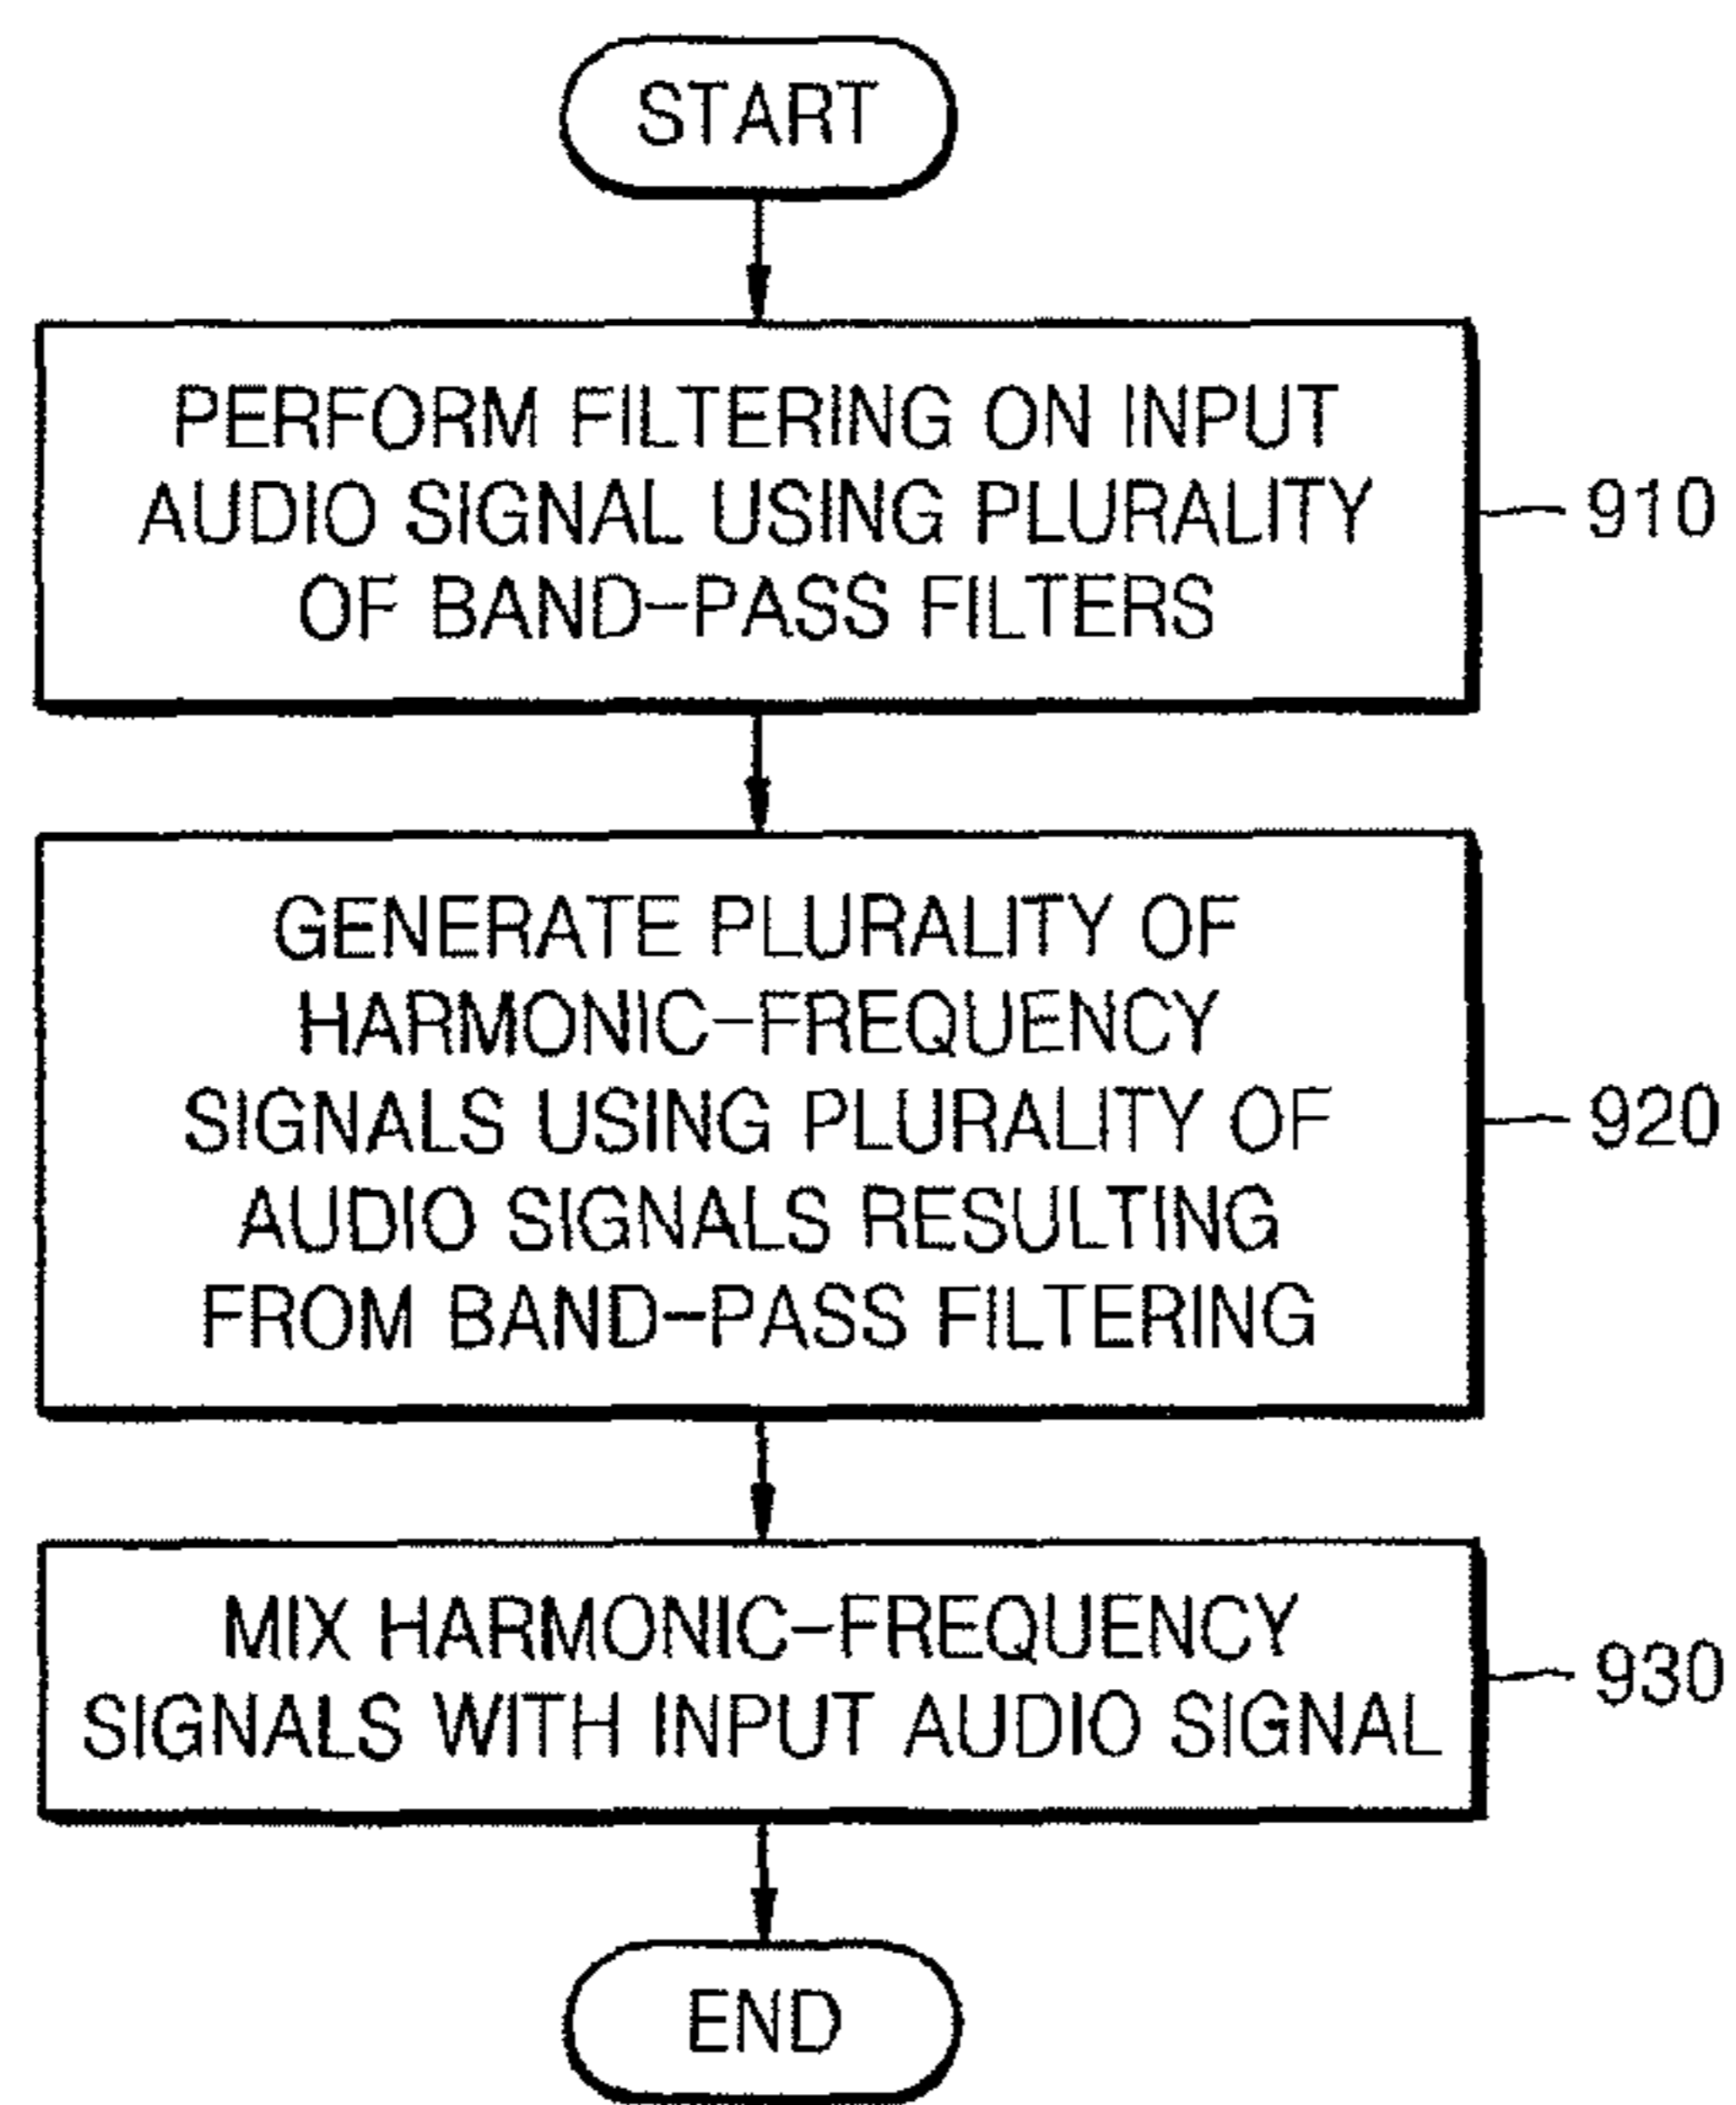 START
PERFORM FILTERING ON INPUT
AUDIO SIGNAL USING PLURALITY
OF BAND-PASS FILTERS
910
GENERATE PLURALITY OF
HARMONIC-FREQUENCY
SIGNALS USING PLURALITY OF
AUDIO SIGNALS RESULTING
FROM BAND-PASS FILTERING
920
MIX HARMONIC-FREQUENCY
SIGNALS WITH INPUT AUDIO SIGNAL
930
END